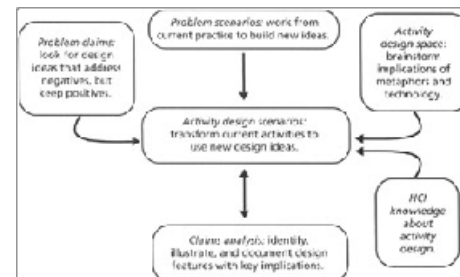 Problem scenarios: work from
current practice to build new ideas.
Problem claims:
look for design
ideas that address
negatives, but
keep positives.
Activity
design space:
brainstorm
implications of
metaphors and
technology.
Activity design scenarios:
transform current activities to
use new design ideas.
HCI
knowledge
about activity
design.
Claims analysis: identify,
illustrate, and document design
features with key implications.